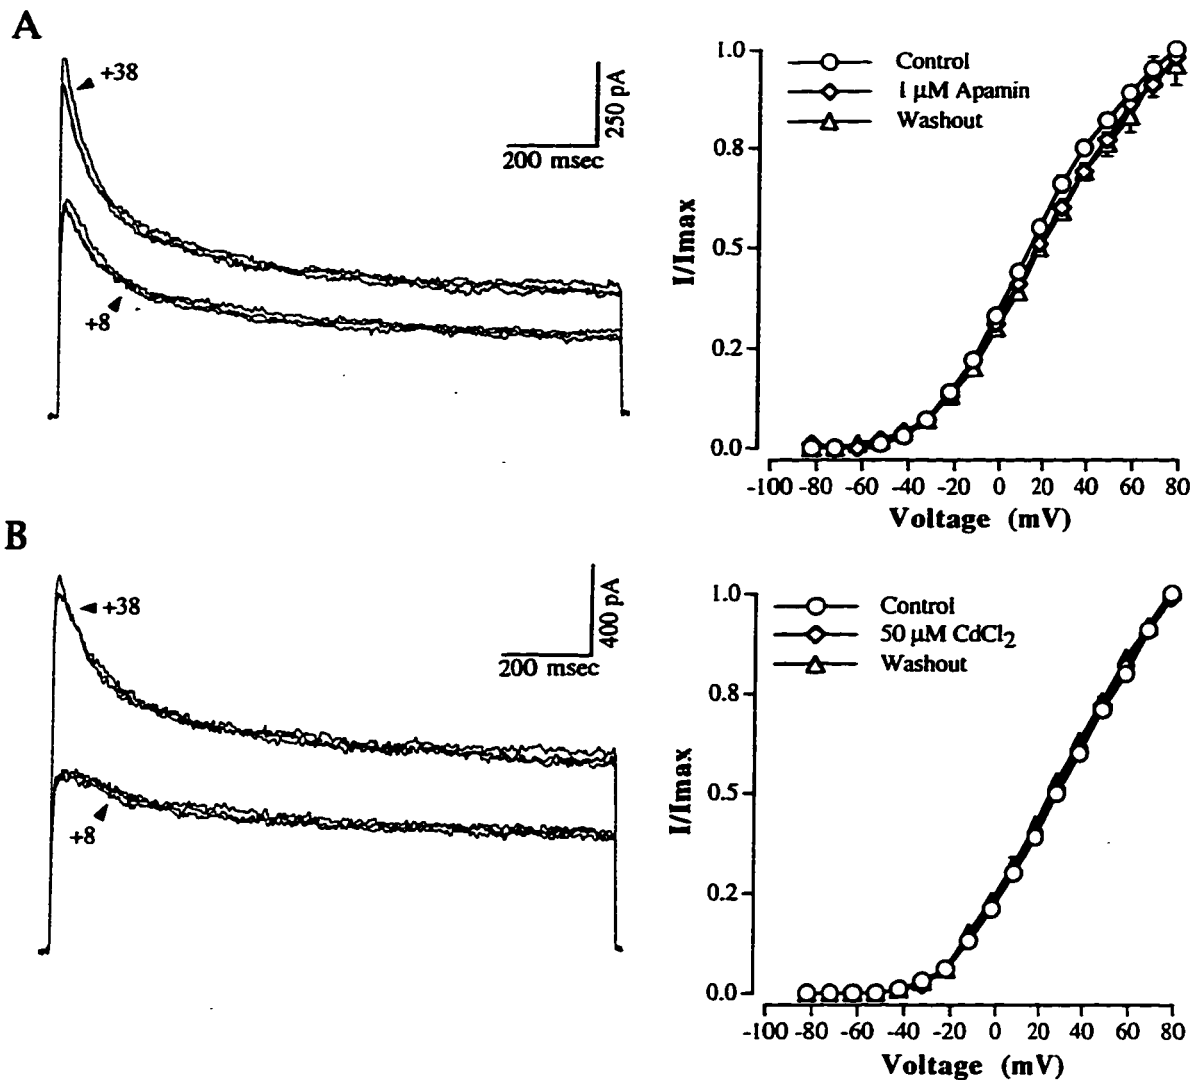 A
+38
+8
250 pA
200 msec
Control
1 μM Apamin
Washout
I/Imax
1.0
0.8
0.5
0.2
0.0
-100 -80 -60 -40 -20 0 20 40 60 80
Voltage (mV)
B
+38
+8
400 pA
200 msec
Control
50 μM CdCl2
Washout
I/Imax
1.0
0.8
0.5
0.2
0.0
-100 -80 -60 -40 -20 0 20 40 60 80
Voltage (mV)